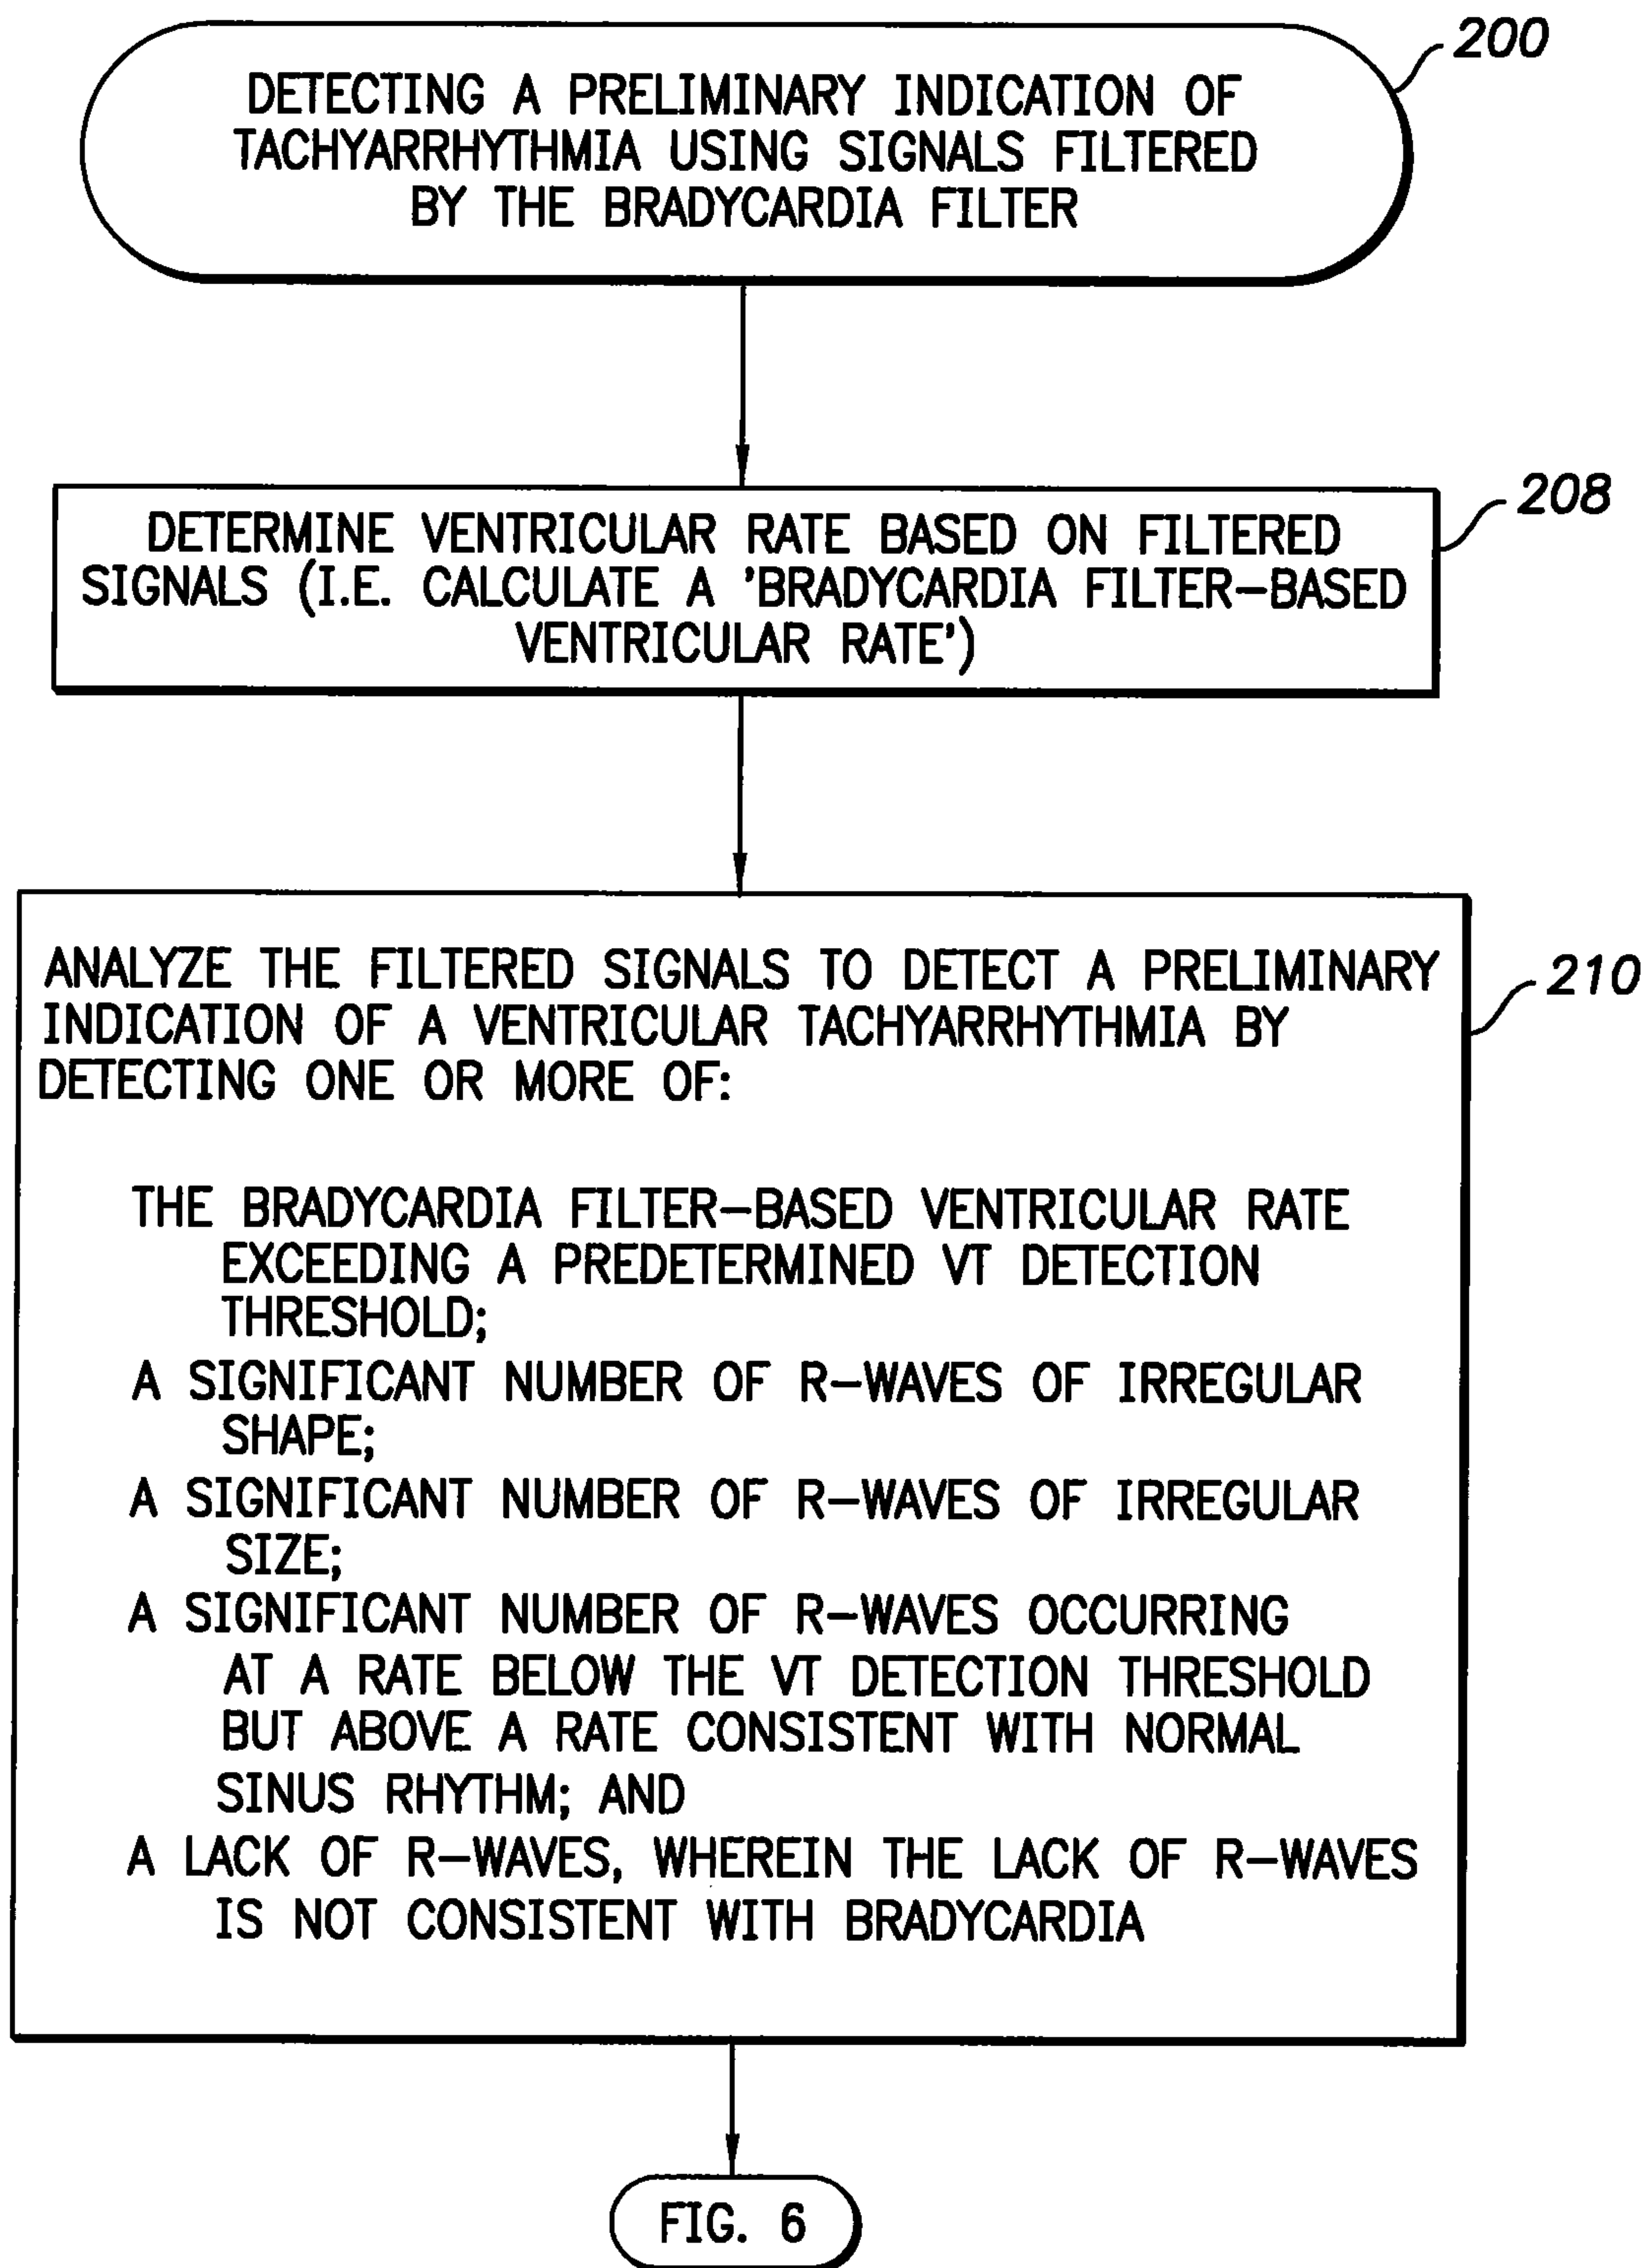 200
DETECTING A PRELIMINARY INDICATION OF
TACHYARRHYTHMIA USING SIGNALS FILTERED
BY THE BRADYCARDIA FILTER
208
DETERMINE VENTRICULAR RATE BASED ON FILTERED
SIGNALS (I.E. CALCULATE A 'BRADYCARDIA FILTER-BASED
VENTRICULAR RATE')
210
ANALYZE THE FILTERED SIGNALS TO DETECT A PRELIMINARY
INDICATION OF A VENTRICULAR TACHYARRHYTHMIA BY
DETECTING ONE OR MORE OF:
THE BRADYCARDIA FILTER-BASED VENTRICULAR RATE
EXCEEDING A PREDETERMINED VT DETECTION
THRESHOLD;
A SIGNIFICANT NUMBER OF R-WAVES OF IRREGULAR
SHAPE;
A SIGNIFICANT NUMBER OF R-WAVES OF IRREGULAR
SIZE;
A SIGNIFICANT NUMBER OF R-WAVES OCCURRING
AT A RATE BELOW THE VT DETECTION THRESHOLD
BUT ABOVE A RATE CONSISTENT WITH NORMAL
SINUS RHYTHM; AND
A LACK OF R-WAVES, WHEREIN THE LACK OF R-WAVES
IS NOT CONSISTENT WITH BRADYCARDIA
FIG. 6